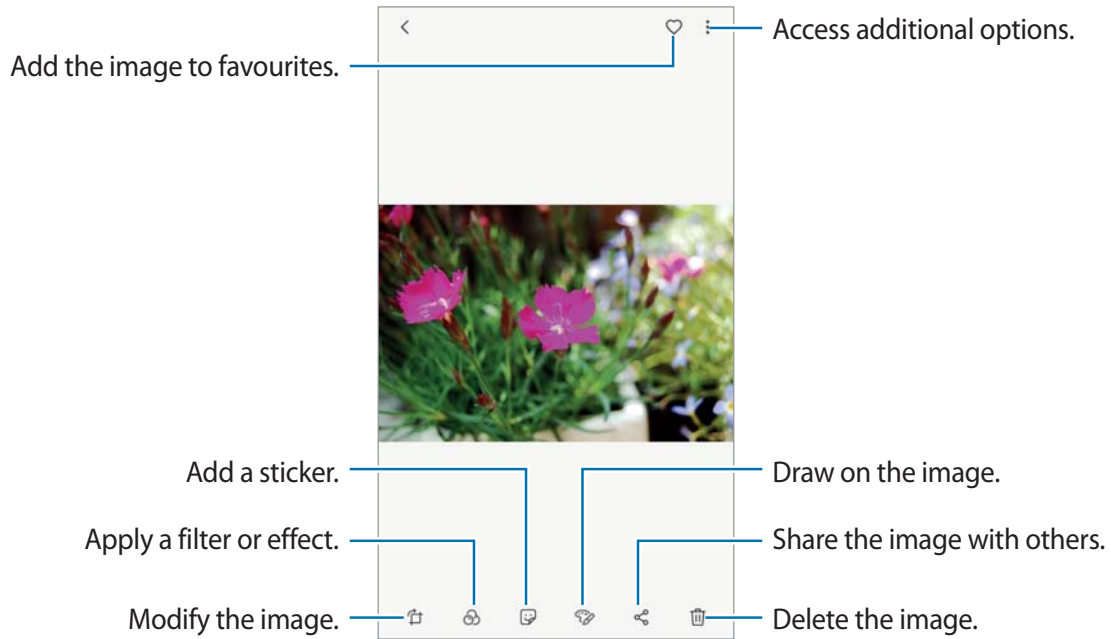 Access additional options.
Add the image to favourites.
Add a sticker.
Draw on the image.
Apply a filter or effect.
Share the image with others.
Modify the image.
Delete the image.